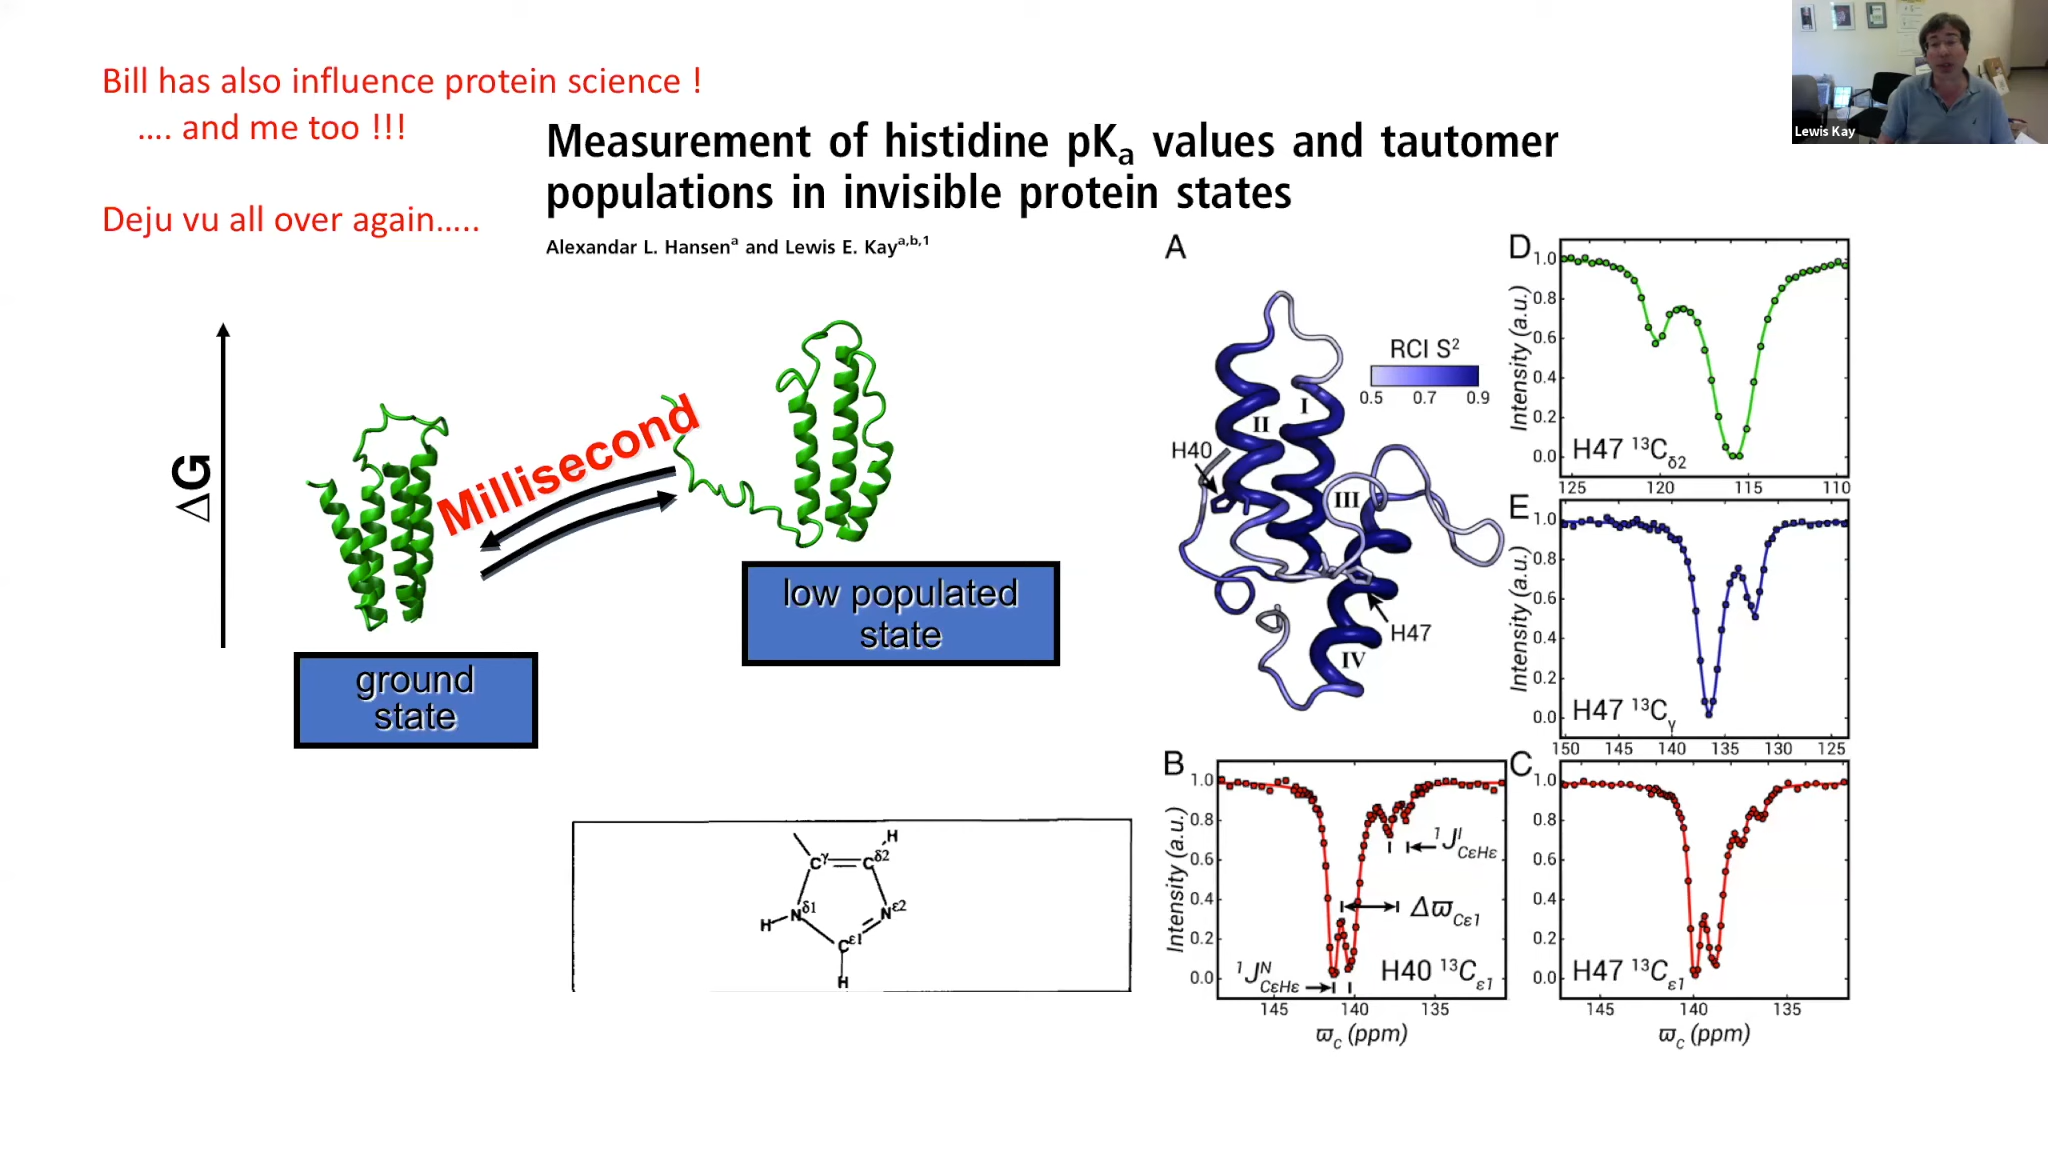 Bill has also influence protein science !
…. and me too !!!
Deju vu all over again…..
Measurement of histidine pKa values and tautomer
populations in invisible protein states
Alexandar L. Hansenᵃ and Lewis E. Kayᵃ,ᵇ,¹
Lewis Kay
ΔG
Millisecond
ground
state
low populated
state
H
Cγ
Cδ2
H
Nδ1
Nε2
Cε1
H
A
RCI S²
0.5 0.7 0.9
I
II
H40
III
H47
IV
D
Intensity (a.u.)
1.0
0.8
0.6
0.4
0.2
0.0
H47 ¹³Cδ2
125 120 115 110
E
Intensity (a.u.)
1.0
0.8
0.6
0.4
0.2
0.0
H47 ¹³Cγ
150 145 140 135 130 125
B
Intensity (a.u.)
1.0
0.8
0.6
0.4
0.2
0.0
¹JᴵCεHε
ΔϖCε1
¹JᴺCεHε
H40 ¹³Cε1
145 140 135
ϖC (ppm)
C
1.0
0.8
0.6
0.4
0.2
0.0
H47 ¹³Cε1
145 140 135
ϖC (ppm)